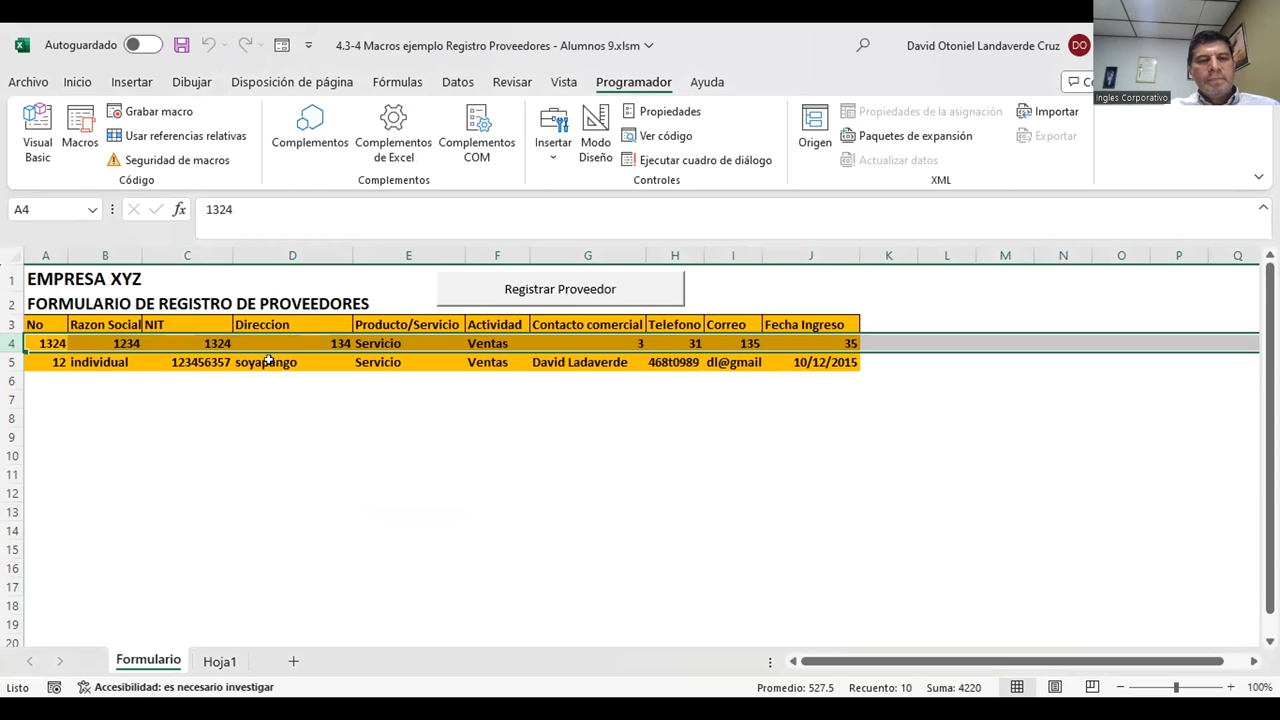 Autoguardado
4.3-4 Macros ejemplo Registro Proveedores - Alumnos 9.xlsm
David Otoniel Landaverde Cruz
DO
Ingles Corporativo
Archivo Inicio Insertar Dibujar Disposición de página Fórmulas Datos Revisar Vista Programador Ayuda
Visual Basic
Macros
Grabar macro
Usar referencias relativas
Seguridad de macros
Código
Complementos
Complementos de Excel
Complementos COM
Complementos
Insertar
Modo Diseño
Propiedades
Ver código
Ejecutar cuadro de diálogo
Controles
Origen
Propiedades de la asignación
Paquetes de expansión
Actualizar datos
Importar
Exportar
XML
A4 fx 1324
A B C D E F G H I J K L M N O P Q
1 EMPRESA XYZ
Registrar Proveedor
2 FORMULARIO DE REGISTRO DE PROVEEDORES
3 No Razon Social NIT Direccion Producto/Servicio Actividad Contacto comercial Telefono Correo Fecha Ingreso
4 1324 1234 1324 134 Servicio Ventas 3 31 135 35
5 12 individual 123456357 soyapango Servicio Ventas David Ladaverde 468t0989 dl@gmail 10/12/2015
6
7
8
9
10
11
12
13
14
15
16
17
18
19
20
Formulario Hoja1
Listo Accesibilidad: es necesario investigar Promedio: 527.5 Recuento: 10 Suma: 4220 100%